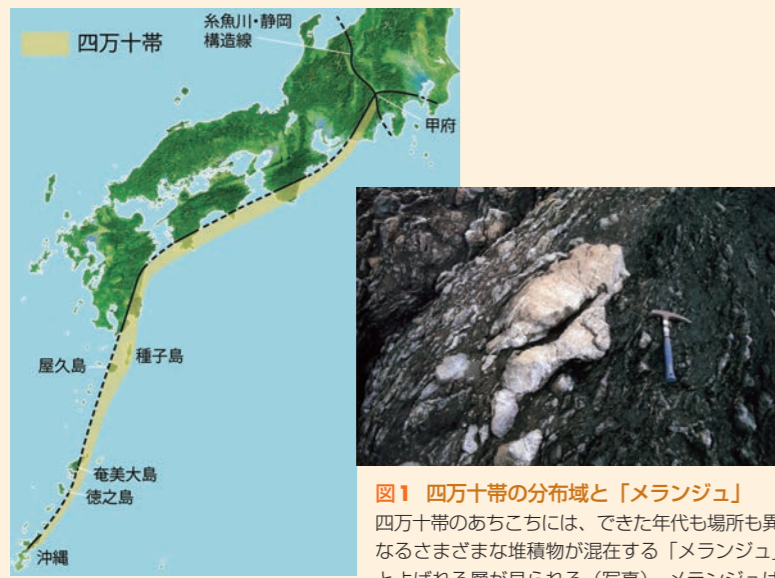 四万十帯
糸魚川・静岡
構造線
甲府
屋久島
種子島
奄美大島
徳之島
沖縄
図1 四万十帯の分布域と「メランジュ」
四万十帯のあちこちには、できた年代も場所も異
なるさまざまな堆積物が混在する「メランジュ」